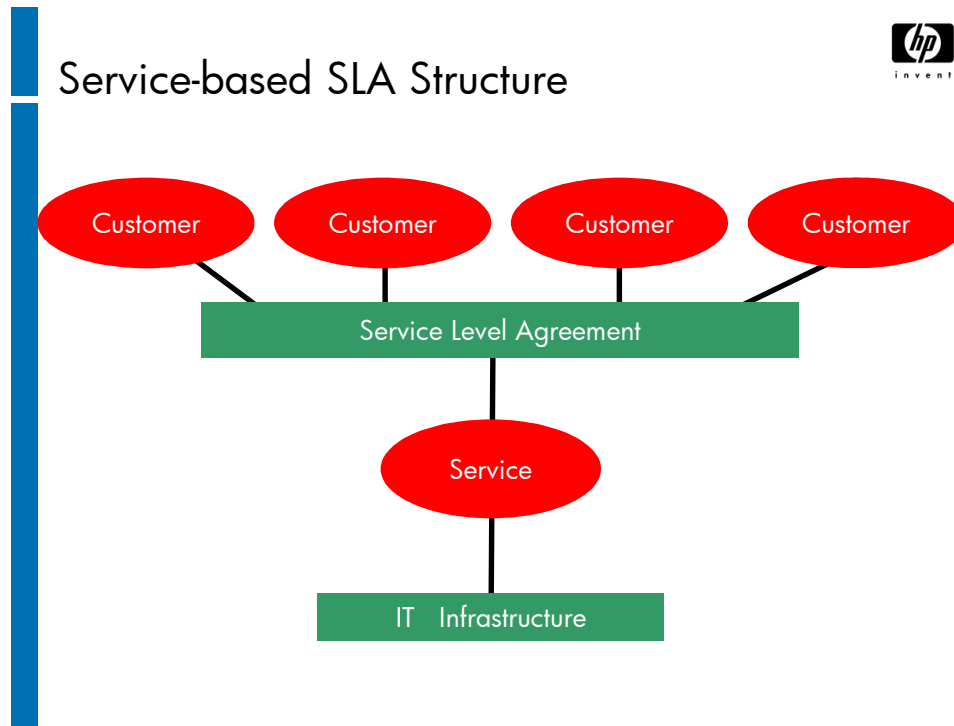 hp
invent
Service-based SLA Structure
Customer Customer Customer Customer
Service Level Agreement
Service
IT Infrastructure